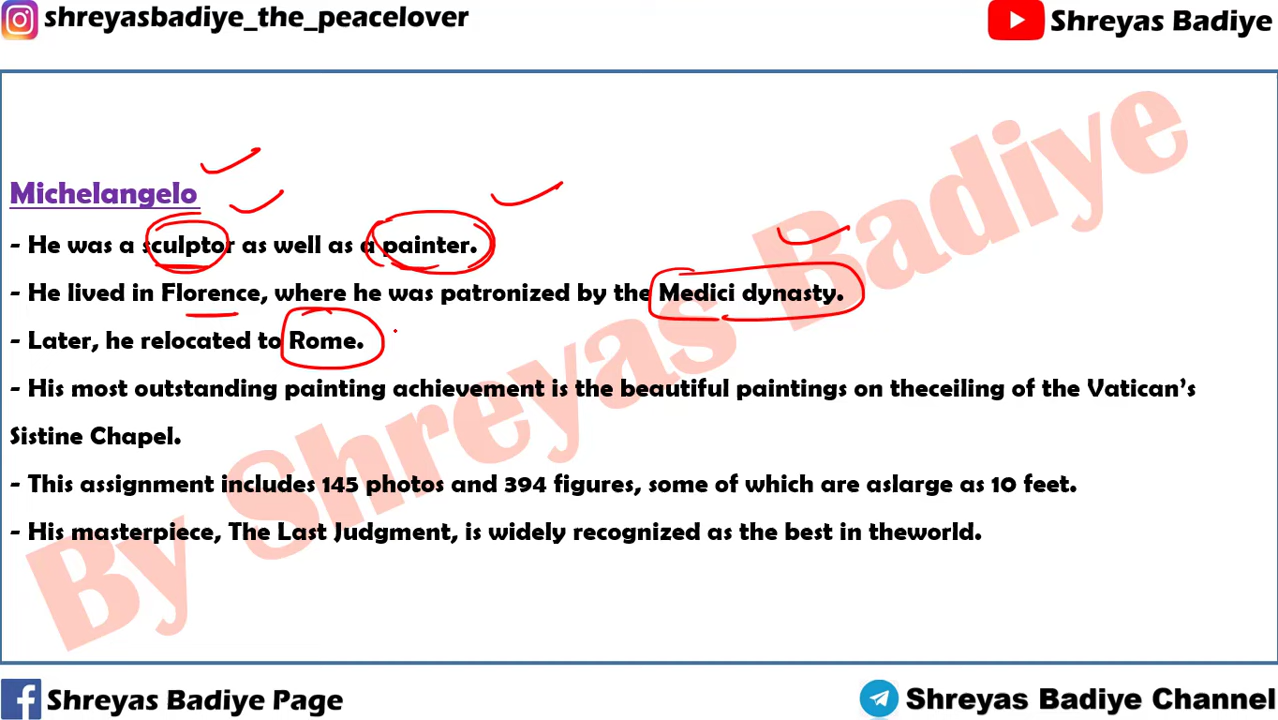 shreyasbadiye_the_peacelover
Shreyas Badiye
Michelangelo
- He was a sculptor as well as a painter.
- He lived in Florence, where he was patronized by the Medici dynasty.
- Later, he relocated to Rome.
- His most outstanding painting achievement is the beautiful paintings on theceiling of the Vatican's
Sistine Chapel.
- This assignment includes 145 photos and 394 figures, some of which are aslarge as 10 feet.
- His masterpiece, The Last Judgment, is widely recognized as the best in theworld.
By Shreyas Badiye
Shreyas Badiye Page
Shreyas Badiye Channel